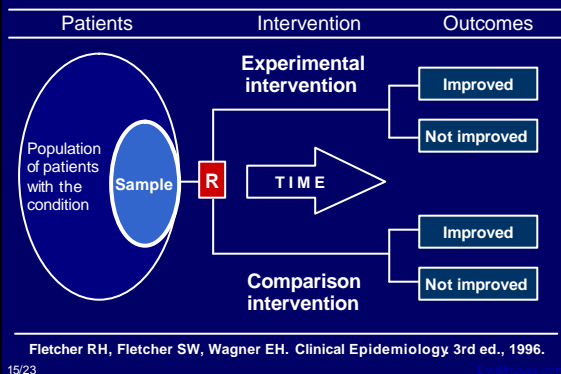 Patients Intervention Outcomes
Experimental
intervention
Improved
Not improved
Population
of patients
with the
condition
Sample
R
TIME
Improved
Not improved
Comparison
intervention
Fletcher RH, Fletcher SW, Wagner EH. Clinical Epidemiology. 3rd ed., 1996.
15/23